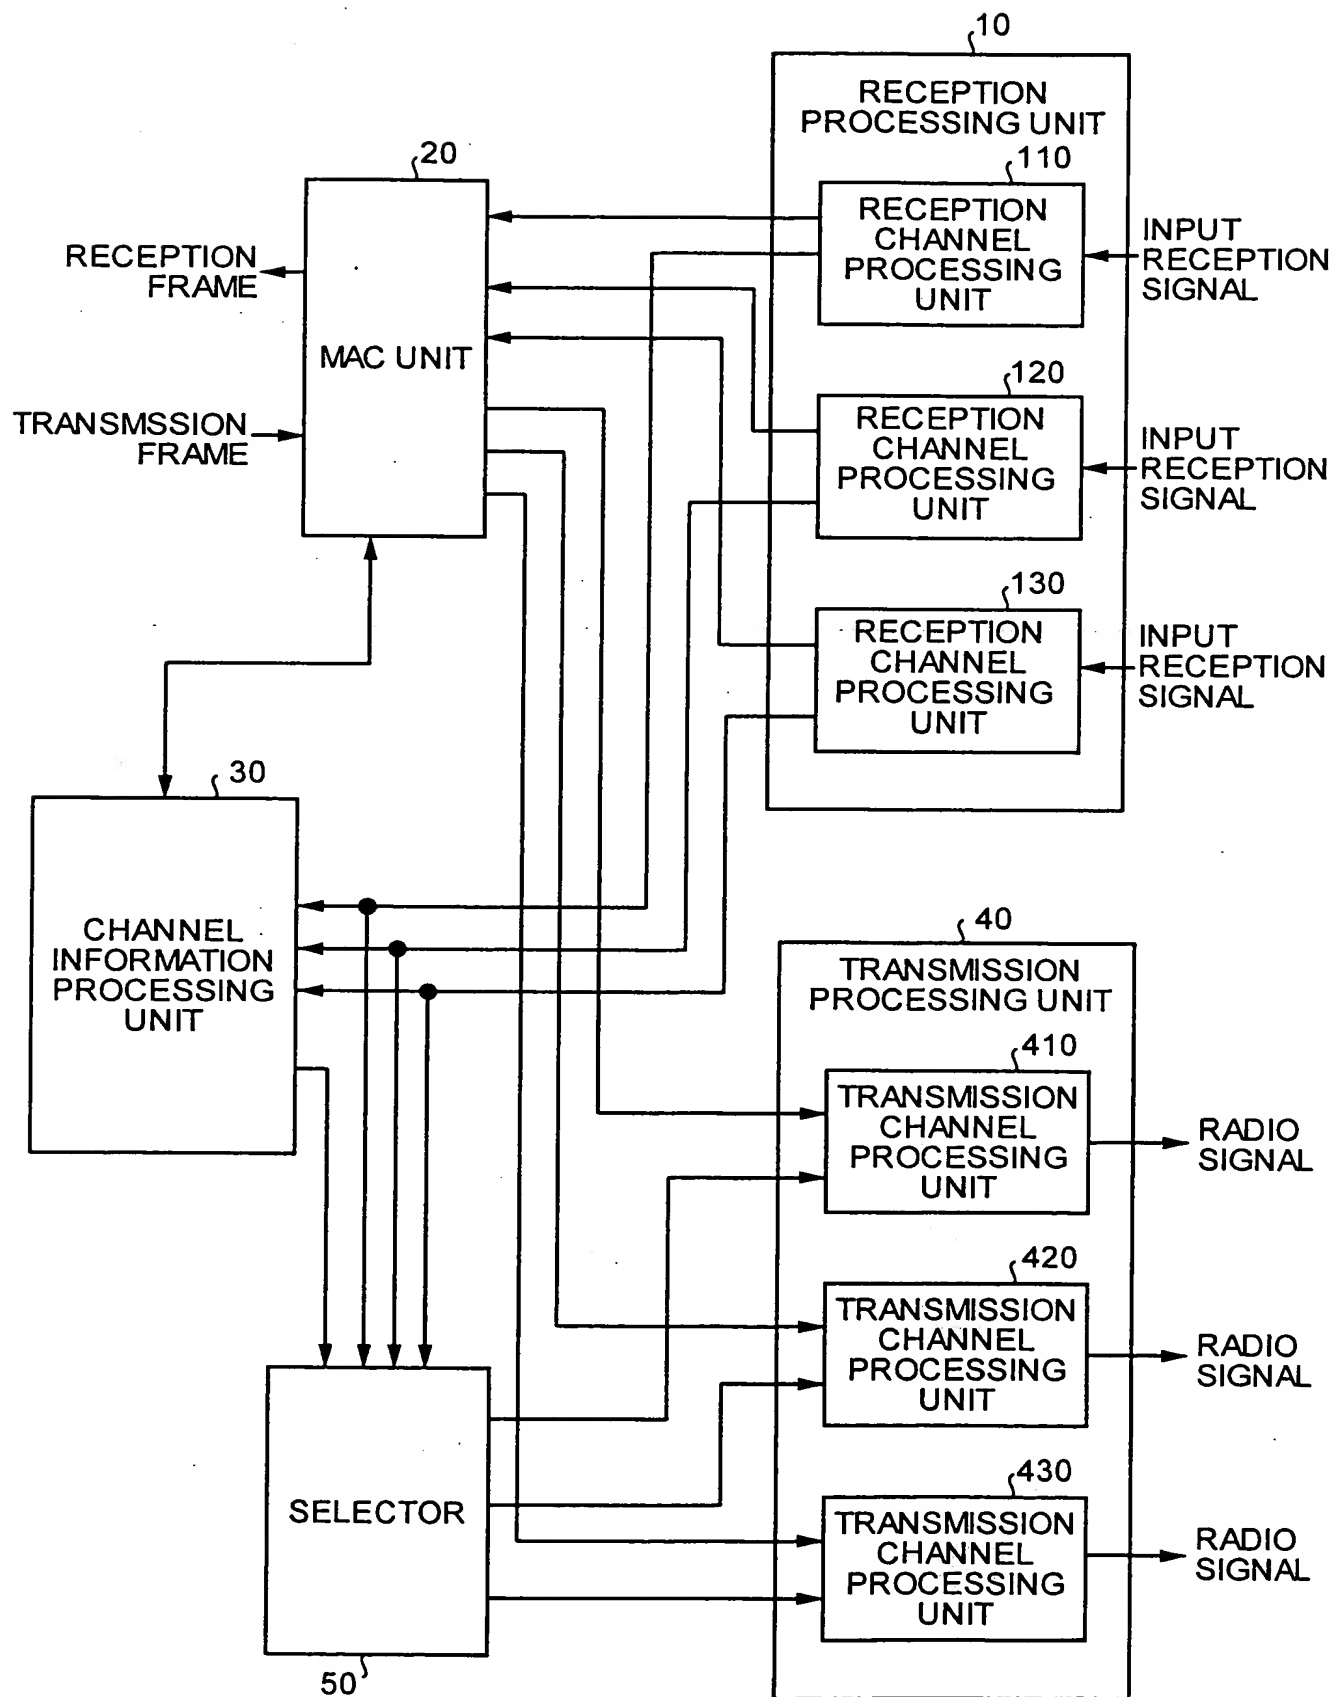 10
RECEPTION
PROCESSING UNIT
20
110
RECEPTION
CHANNEL
PROCESSING
UNIT
INPUT
RECEPTION
SIGNAL
RECEPTION
FRAME
MAC UNIT
TRANSMSSION
FRAME
120
RECEPTION
CHANNEL
PROCESSING
UNIT
INPUT
RECEPTION
SIGNAL
130
RECEPTION
CHANNEL
PROCESSING
UNIT
INPUT
RECEPTION
SIGNAL
30
CHANNEL
INFORMATION
PROCESSING
UNIT
40
TRANSMISSION
PROCESSING UNIT
410
TRANSMISSION
CHANNEL
PROCESSING
UNIT
RADIO
SIGNAL
420
TRANSMISSION
CHANNEL
PROCESSING
UNIT
RADIO
SIGNAL
SELECTOR
430
TRANSMISSION
CHANNEL
PROCESSING
UNIT
RADIO
SIGNAL
50